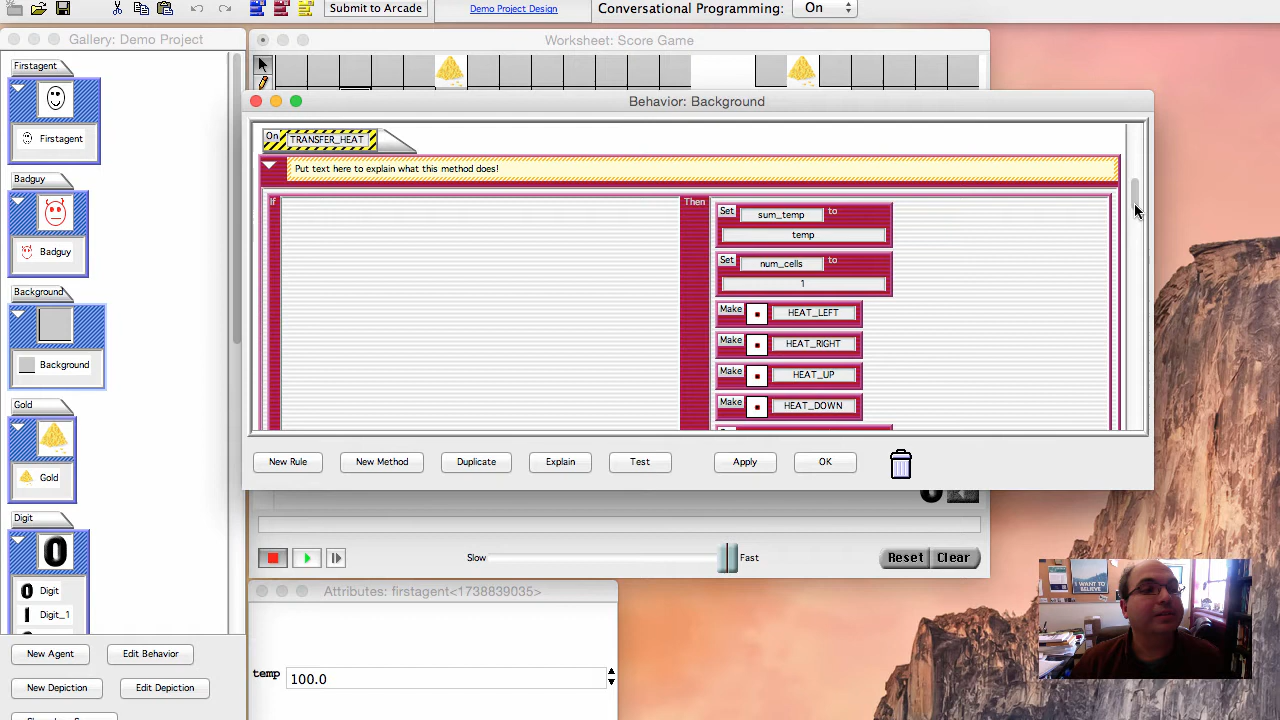 Submit to Arcade
Demo Project Design
Conversational Programming:
On
Gallery: Demo Project
Worksheet: Score Game
Firstagent
Firstagent
Badguy
Badguy
Background
Background
Gold
Gold
Digit
0
Digit
Digit_1
New Agent
Edit Behavior
New Depiction
Edit Depiction
Behavior: Background
On
TRANSFER_HEAT
Put text here to explain what this method does!
If
Then
Set
sum_temp
to
temp
Set
num_cells
to
1
Make
HEAT_LEFT
Make
HEAT_RIGHT
Make
HEAT_UP
Make
HEAT_DOWN
New Rule
New Method
Duplicate
Explain
Test
Apply
OK
Slow
Fast
Reset
Clear
Attributes: firstagent<1738839035>
temp
100.0
I WANT TO
BELIEVE